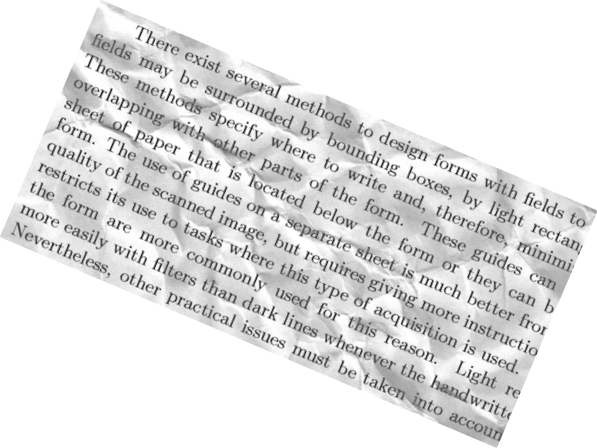 There exist several methods to design forms with fields to
fields may be surrounded by bounding boxes, by light rectan
These methods specify where to write and, therefore, minimi
overlapping with other parts of the form. These guides can
sheet of paper that is located below the form or they can b
form. The use of guides on a separate sheet is much better from
quality of the scanned image, but requires giving more instructio
restricts its use to tasks where this type of acquisition is used.
the form are more commonly used for this reason. Light re
more easily with filters than dark lines whenever the handwritte
Nevertheless, other practical issues must be taken into accoun